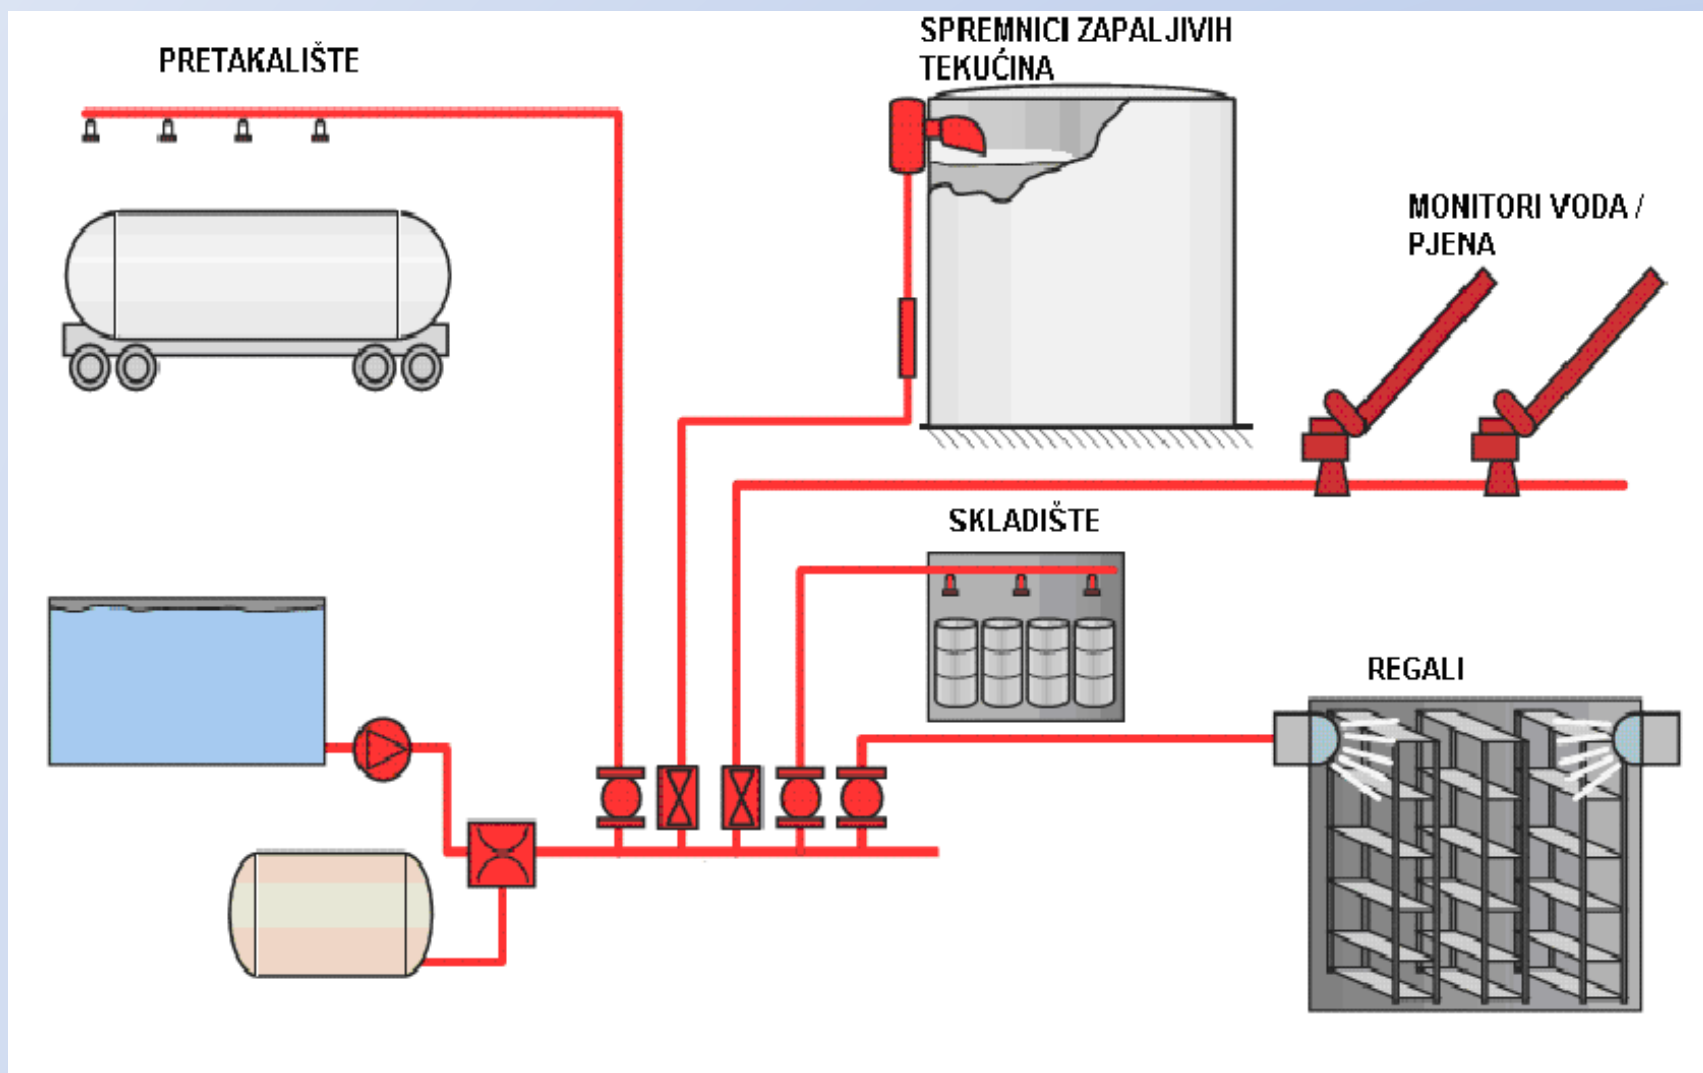 PRETAKALIŠTE
SPREMNICI ZAPALJIVIH
TEKUĆINA
MONITORI VODA /
PJENA
SKLADIŠTE
REGALI